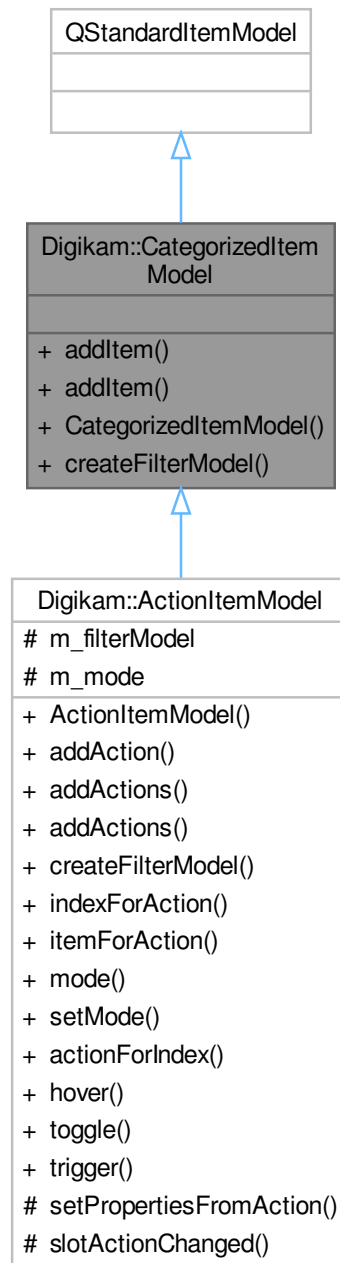 QStandardItemModel
Digikam::CategorizedItem
Model
+ addItem()
+ addItem()
+ CategorizedItemModel()
+ createFilterModel()
Digikam::ActionItemModel
# m_filterModel
# m_mode
+ ActionItemModel()
+ addAction()
+ addActions()
+ addActions()
+ createFilterModel()
+ indexForAction()
+ itemForAction()
+ mode()
+ setMode()
+ actionForIndex()
+ hover()
+ toggle()
+ trigger()
# setPropertiesFromAction()
# slotActionChanged()